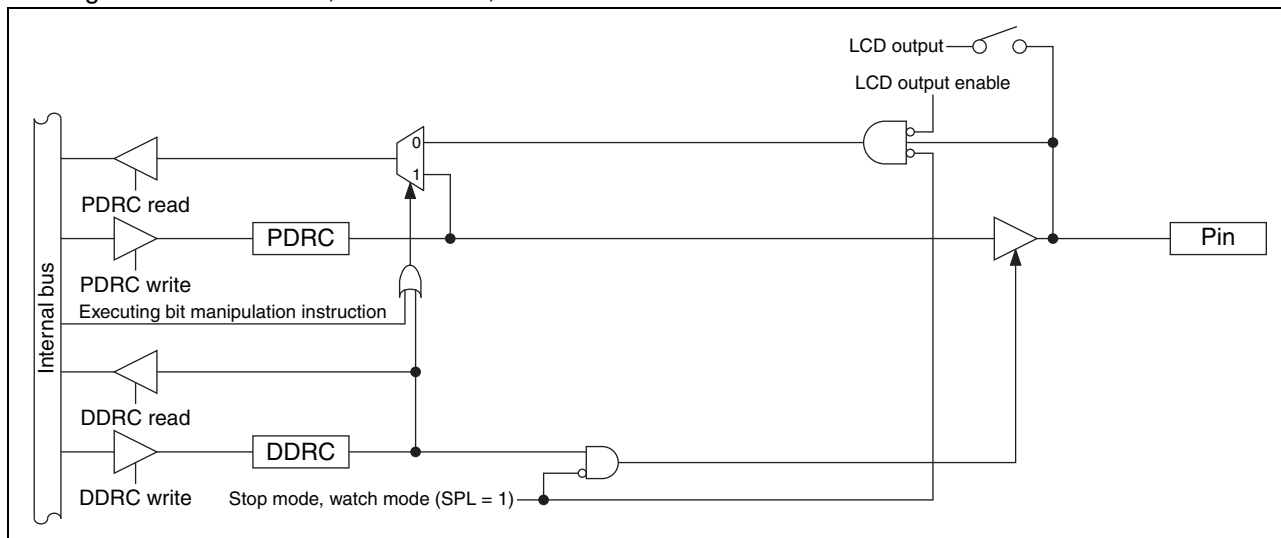 LCD output
LCD output enable
0
1
PDRC read
PDRC
Pin
PDRC write
Executing bit manipulation instruction
Internal bus
DDRC read
DDRC
DDRC write
Stop mode, watch mode (SPL = 1)